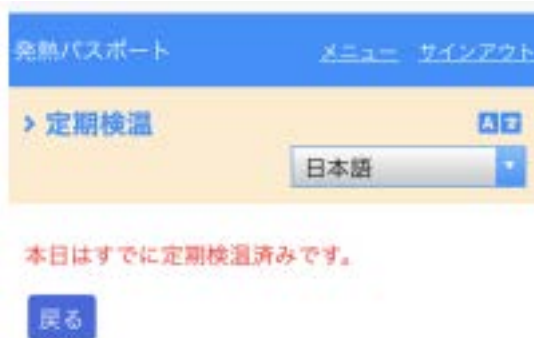 発熱パスポート メニュー サインアウト
> 定期検温
日本語
本日はすでに定期検温済みです。
戻る